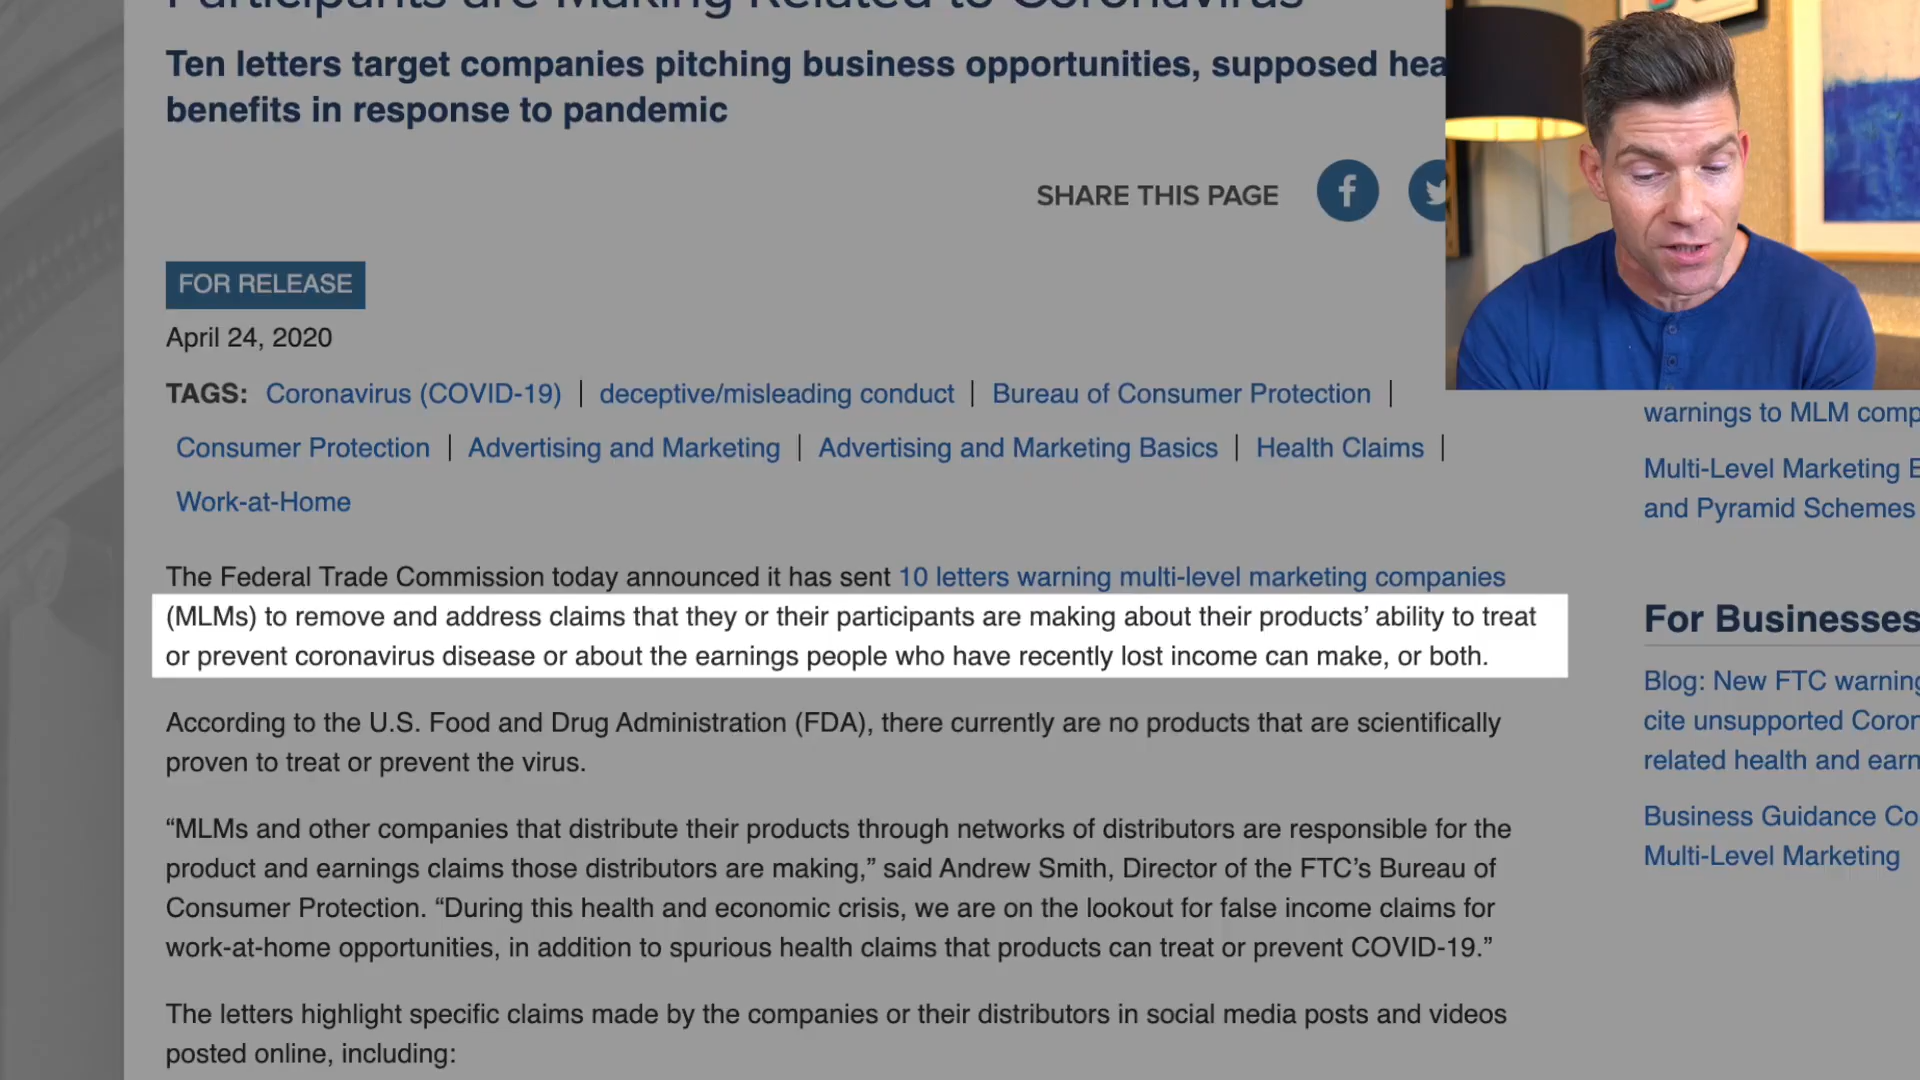 Participants are Making Related to Coronavirus
Ten letters target companies pitching business opportunities, supposed hea
benefits in response to pandemic
SHARE THIS PAGE
FOR RELEASE
April 24, 2020
TAGS: Coronavirus (COVID-19) | deceptive/misleading conduct | Bureau of Consumer Protection |
Consumer Protection | Advertising and Marketing | Advertising and Marketing Basics | Health Claims |
Work-at-Home
The Federal Trade Commission today announced it has sent 10 letters warning multi-level marketing companies
(MLMs) to remove and address claims that they or their participants are making about their products’ ability to treat
or prevent coronavirus disease or about the earnings people who have recently lost income can make, or both.
According to the U.S. Food and Drug Administration (FDA), there currently are no products that are scientifically
proven to treat or prevent the virus.
“MLMs and other companies that distribute their products through networks of distributors are responsible for the
product and earnings claims those distributors are making,” said Andrew Smith, Director of the FTC’s Bureau of
Consumer Protection. “During this health and economic crisis, we are on the lookout for false income claims for
work-at-home opportunities, in addition to spurious health claims that products can treat or prevent COVID-19.”
The letters highlight specific claims made by the companies or their distributors in social media posts and videos
posted online, including:
warnings to MLM comp
Multi-Level Marketing B
and Pyramid Schemes
For Businesses
Blog: New FTC warning
cite unsupported Coron
related health and earn
Business Guidance Co
Multi-Level Marketing